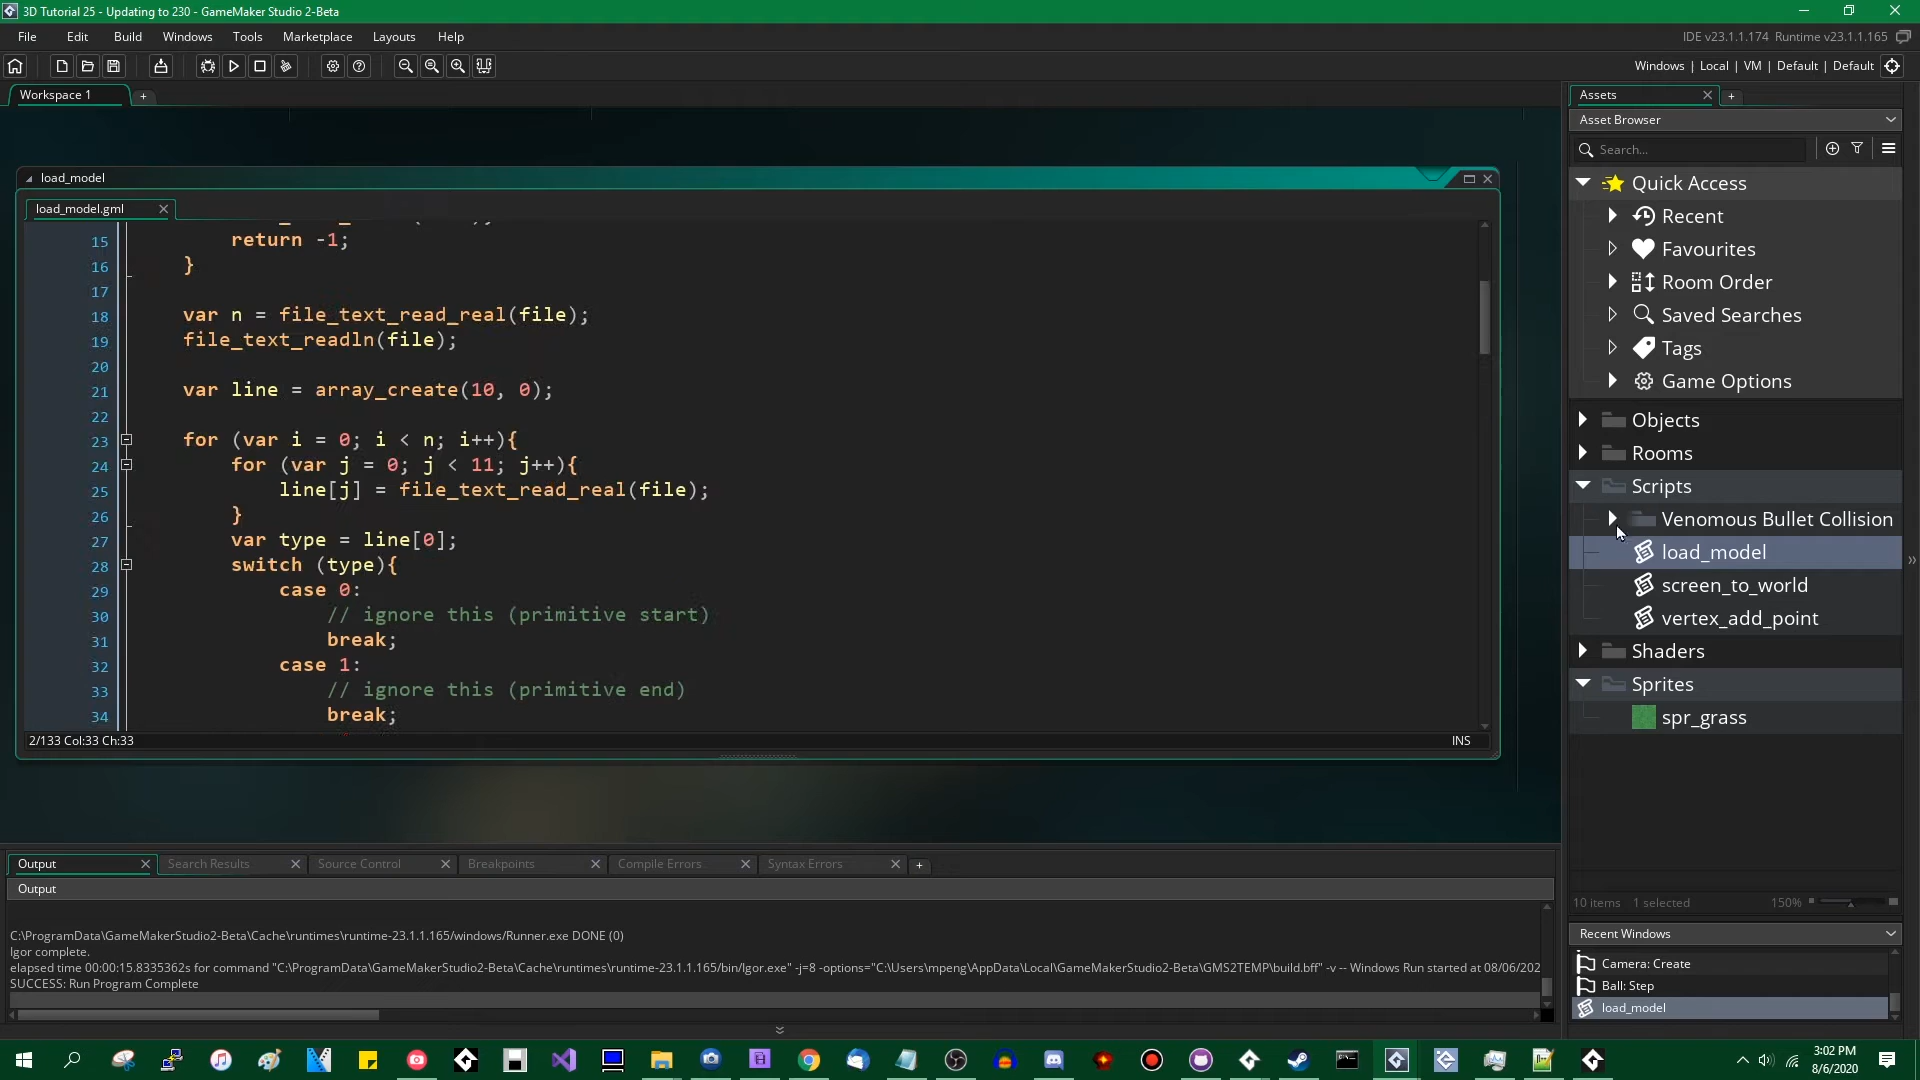 3D Tutorial 25 - Updating to 230 - GameMaker Studio 2-Beta
File Edit Build Windows Tools Marketplace Layouts Help
IDE v23.1.1.174 Runtime v23.1.1.165
Windows | Local | VM | Default | Default
Workspace 1
load_model
load_model.gml
15 return -1;
16 }
17
18 var n = file_text_read_real(file);
19 file_text_readln(file);
20
21 var line = array_create(10, 0);
22
23 for (var i = 0; i < n; i++){
24 for (var j = 0; j < 11; j++){
25 line[j] = file_text_read_real(file);
26 }
27 var type = line[0];
28 switch (type){
29 case 0:
30 // ignore this (primitive start)
31 break;
32 case 1:
33 // ignore this (primitive end)
34 break;
2/133 Col:33 Ch:33
INS
Assets
Asset Browser
Search...
Quick Access
Recent
Favourites
Room Order
Saved Searches
Tags
Game Options
Objects
Rooms
Scripts
Venomous Bullet Collision
load_model
screen_to_world
vertex_add_point
Shaders
Sprites
spr_grass
10 items 1 selected
150%
Recent Windows
Camera: Create
Ball: Step
load_model
Output Search Results Source Control Breakpoints Compile Errors Syntax Errors
Output
C:\ProgramData\GameMakerStudio2-Beta\Cache\runtimes\runtime-23.1.1.165/windows/Runner.exe DONE (0)
Igor complete.
elapsed time 00:00:15.8335362s for command "C:\ProgramData\GameMakerStudio2-Beta\Cache\runtimes\runtime-23.1.1.165/bin/Igor.exe" -j=8 -options="C:\Users\mpeng\AppData\Local\GameMakerStudio2-Beta\GMS2TEMP\build.bff" -v -- Windows Run started at 08/06/202
SUCCESS: Run Program Complete
3:02 PM
8/6/2020